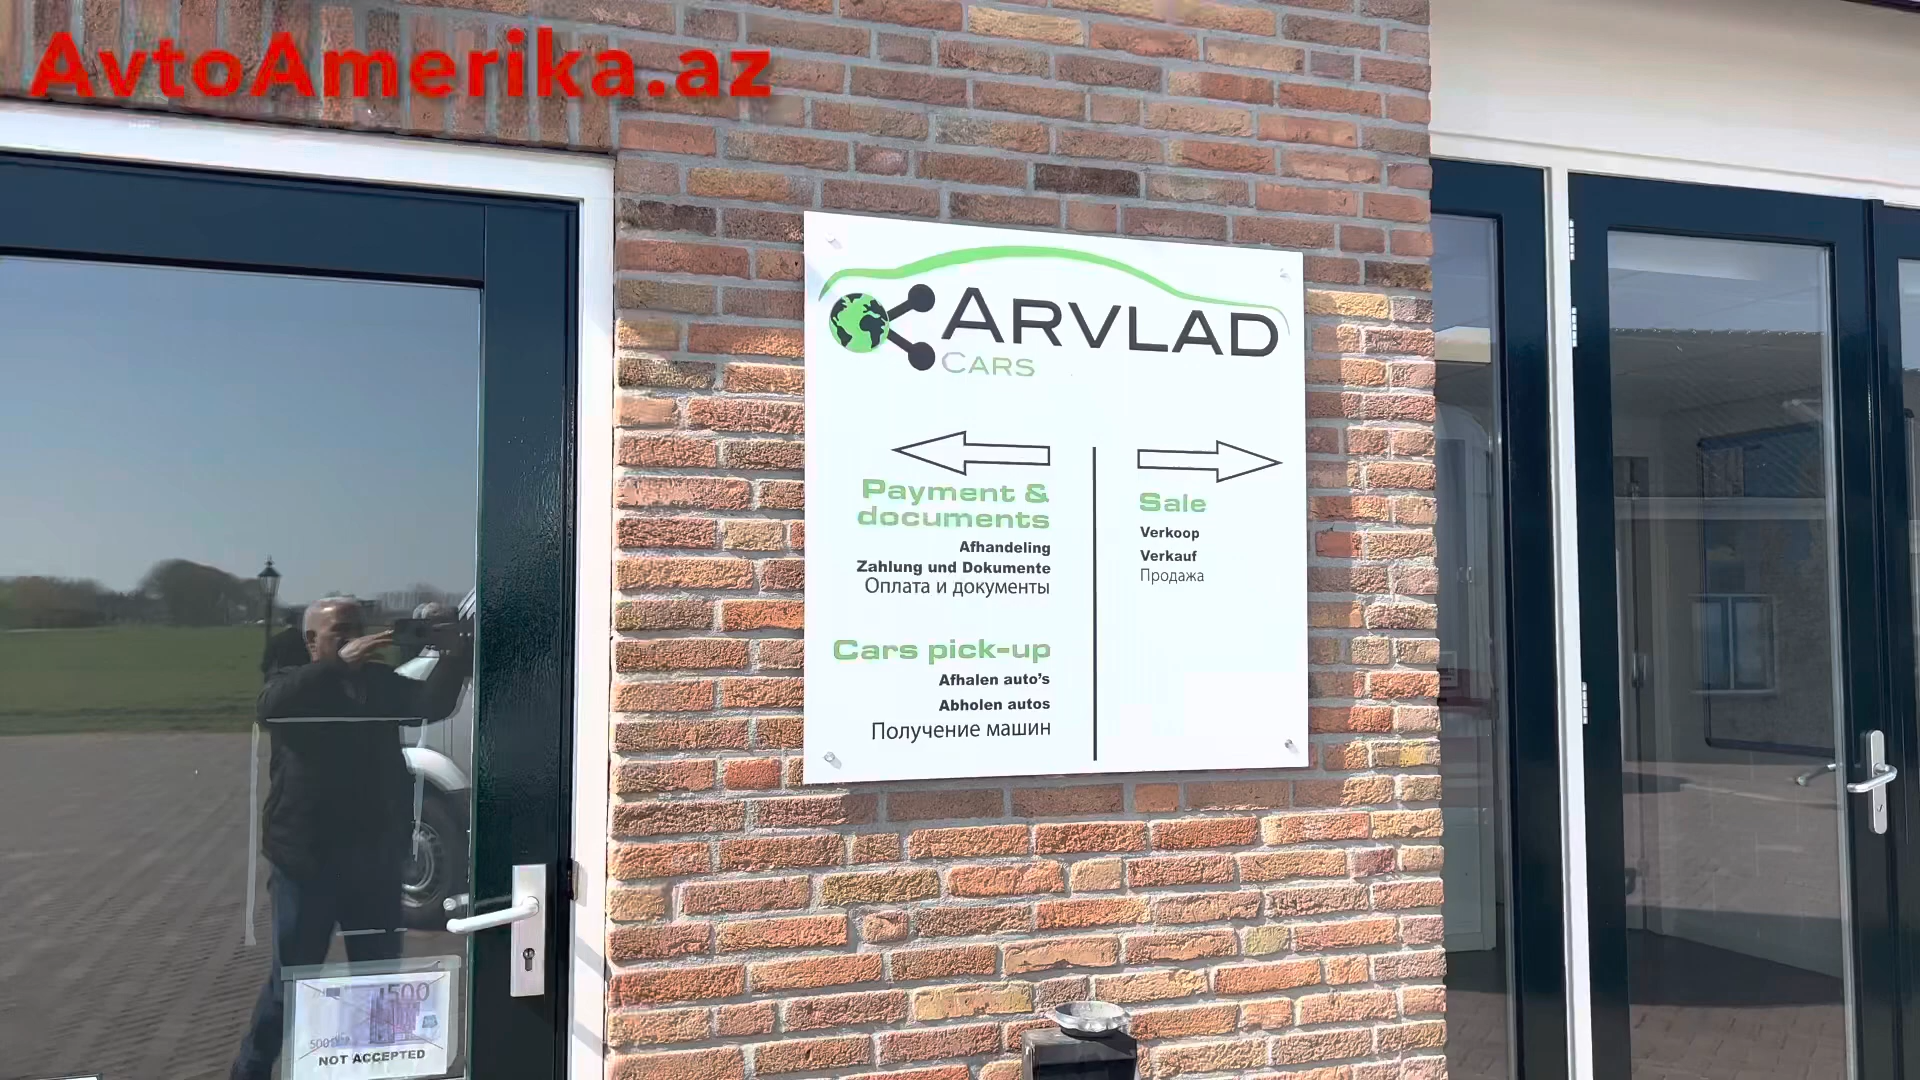 AvtoAmerika.az
ARVLAD
CARS
Payment &
documents
Afhandeling
Zahlung und Dokumente
Оплата и документы
Cars pick-up
Afhalen auto's
Abholen autos
Получение машин
Sale
Verkoop
Verkauf
Продажа
500
500
NOT ACCEPTED